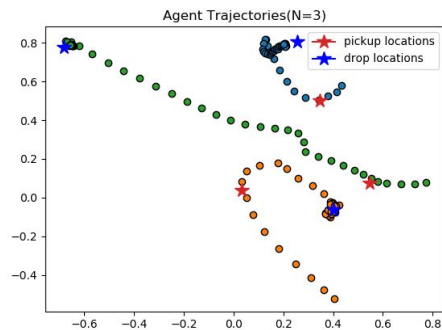 Agent Trajectories(N=3)
pickup locations
drop locations
0.8
0.6
0.4
0.2
0.0
−0.2
−0.4
−0.6 −0.4 −0.2 0.0 0.2 0.4 0.6 0.8